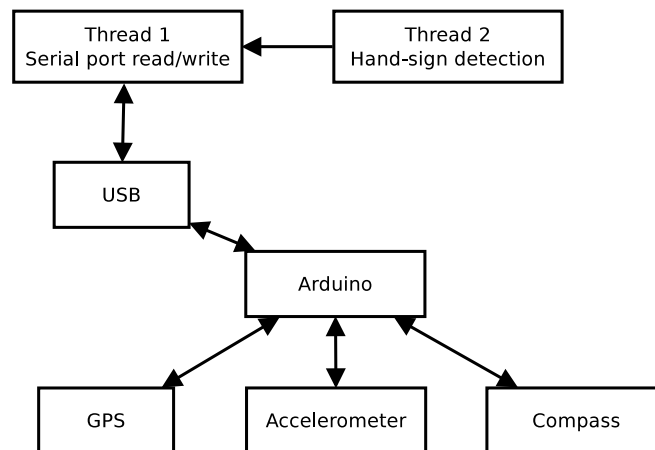 Thread 1
Serial port read/write
Thread 2
Hand-sign detection
USB
Arduino
GPS
Accelerometer
Compass